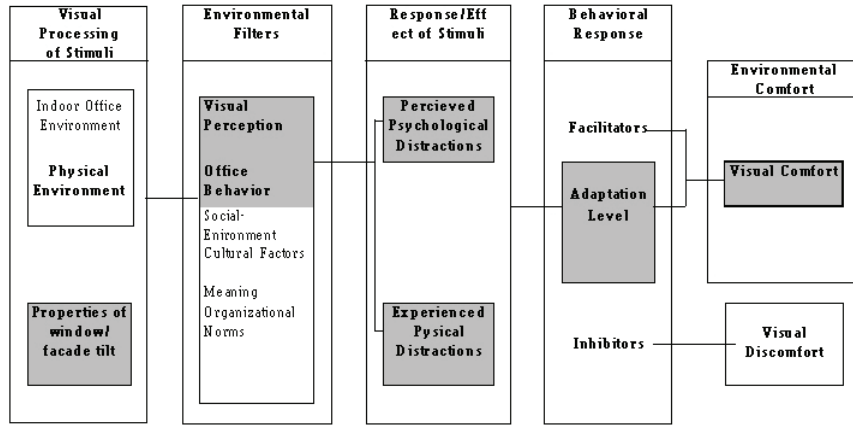 Visual
Processing
of Stimuli
Indoor Office
Environment
Physical
Environment
Properties of
window/
facade tilt
Environmental
Filters
Visual
Perception
Office
Behavior
Social-
Enironment
Cultural Factors
Meaning
Organizational
Norms
Response/Eff
ect of Stimuli
Percieved
Psychological
Distractions
Experienced
Pysical
Distractions
Behavioral
Response
Facilitators
Adaptation
Level
Inhibitors
Environmental
Comfort
Visual Comfort
Visual
Discomfort